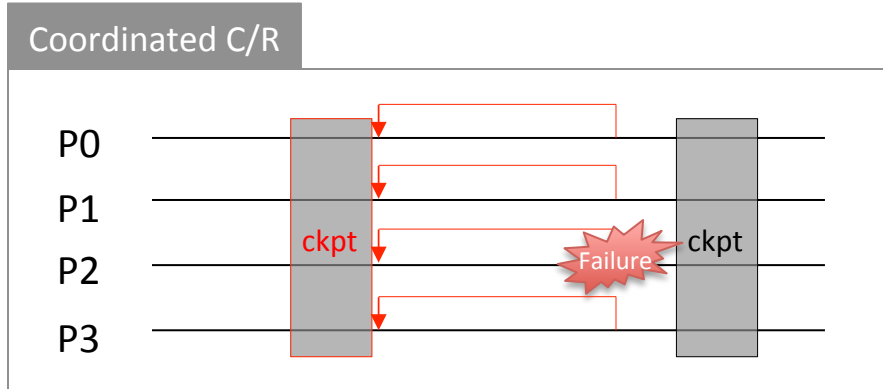 Coordinated C/R
P0
P1
ckpt
ckpt
Failure
P2
P3